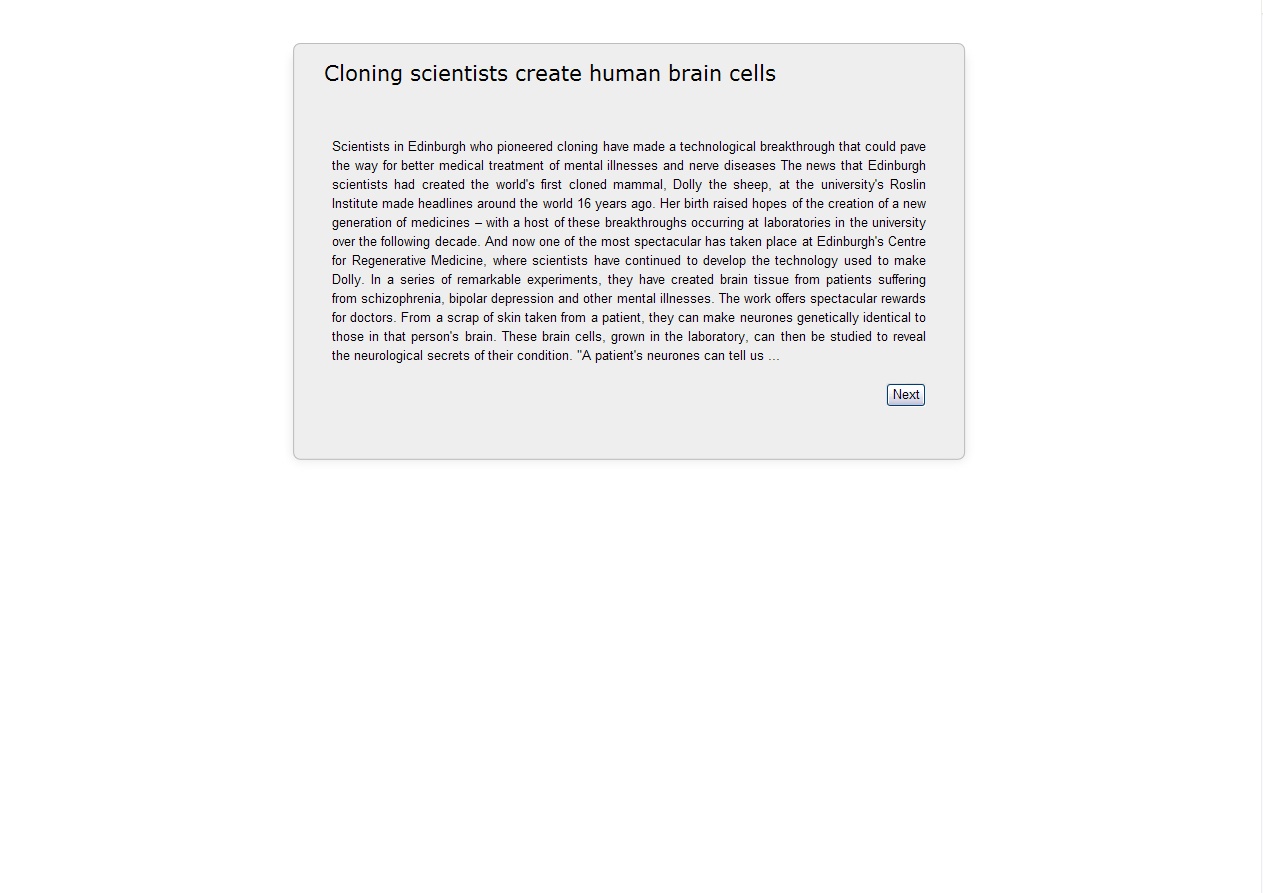 Cloning scientists create human brain cells
Scientists in Edinburgh who pioneered cloning have made a technological breakthrough that could pave
the way for better medical treatment of mental illnesses and nerve diseases The news that Edinburgh
scientists had created the world's first cloned mammal, Dolly the sheep, at the university's Roslin
Institute made headlines around the world 16 years ago. Her birth raised hopes of the creation of a new
generation of medicines – with a host of these breakthroughs occurring at laboratories in the university
over the following decade. And now one of the most spectacular has taken place at Edinburgh's Centre
for Regenerative Medicine, where scientists have continued to develop the technology used to make
Dolly. In a series of remarkable experiments, they have created brain tissue from patients suffering
from schizophrenia, bipolar depression and other mental illnesses. The work offers spectacular rewards
for doctors. From a scrap of skin taken from a patient, they can make neurones genetically identical to
those in that person's brain. These brain cells, grown in the laboratory, can then be studied to reveal
the neurological secrets of their condition. "A patient's neurones can tell us ...
Next